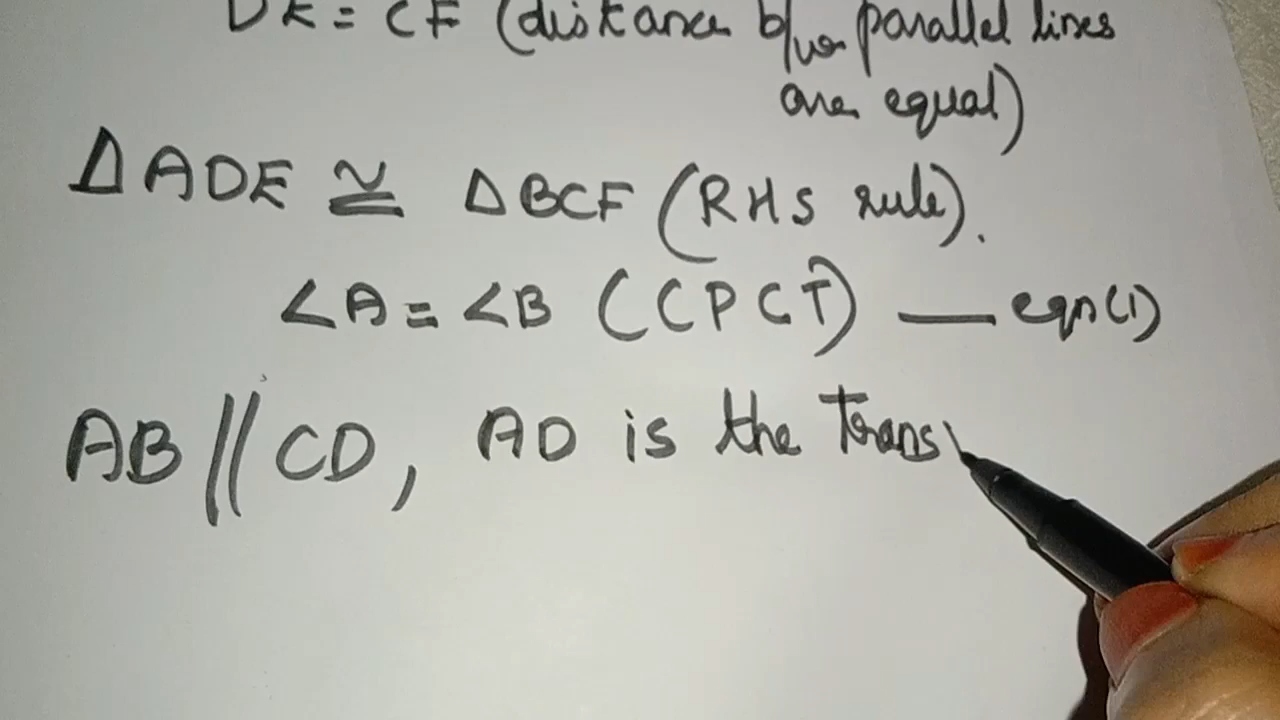 DE = CF (distance b/w parallel lines
are equal)
Δ ADE ≅ Δ BCF (RHS rule).
∠A = ∠B (CPCT) — eqn(1)
AB // CD, AD is the Trans